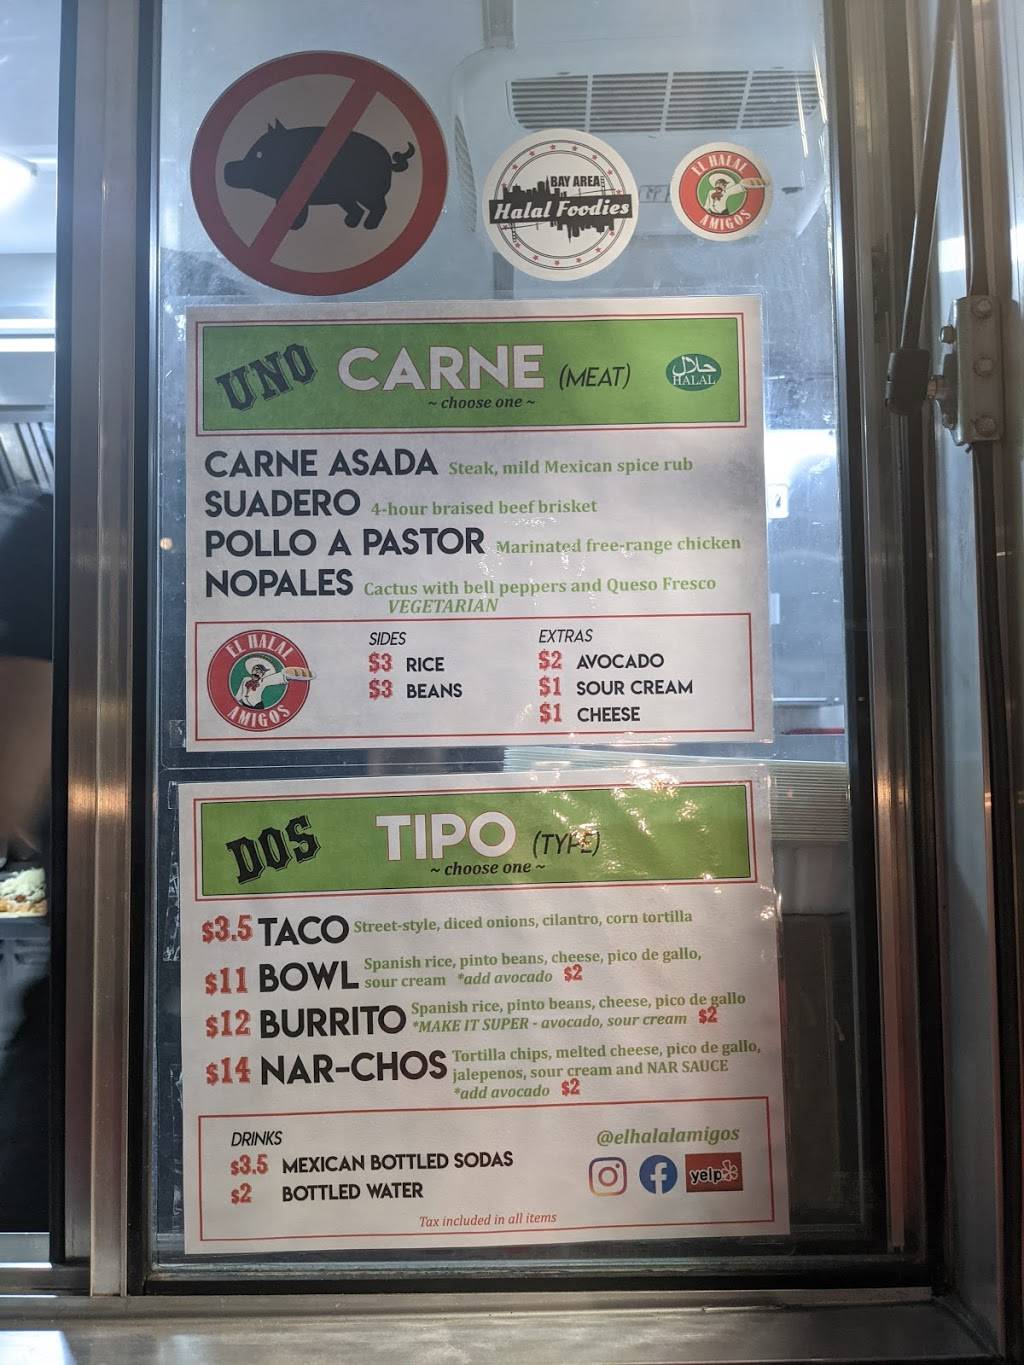 BAY AREA
Halal Foodies
EL HALAL
AMIGOS
UNO CARNE (MEAT)
~ choose one ~
حلال
HALAL
CARNE ASADA Steak, mild Mexican spice rub
SUADERO 4-hour braised beef brisket
POLLO A PASTOR Marinated free-range chicken
NOPALES Cactus with bell peppers and Queso Fresco
VEGETARIAN
EL HALAL
AMIGOS
SIDES
$3 RICE
$3 BEANS
EXTRAS
$2 AVOCADO
$1 SOUR CREAM
$1 CHEESE
DOS TIPO (TYPE)
~ choose one ~
$3.5 TACO Street-style, diced onions, cilantro, corn tortilla
$11 BOWL Spanish rice, pinto beans, cheese, pico de gallo,
sour cream *add avocado $2
$12 BURRITO Spanish rice, pinto beans, cheese, pico de gallo
*MAKE IT SUPER - avocado, sour cream $2
$14 NAR-CHOS Tortilla chips, melted cheese, pico de gallo,
jalepenos, sour cream and NAR SAUCE
*add avocado $2
DRINKS
$3.5 MEXICAN BOTTLED SODAS
$2 BOTTLED WATER
@elhalalamigos
yelp
Tax included in all items